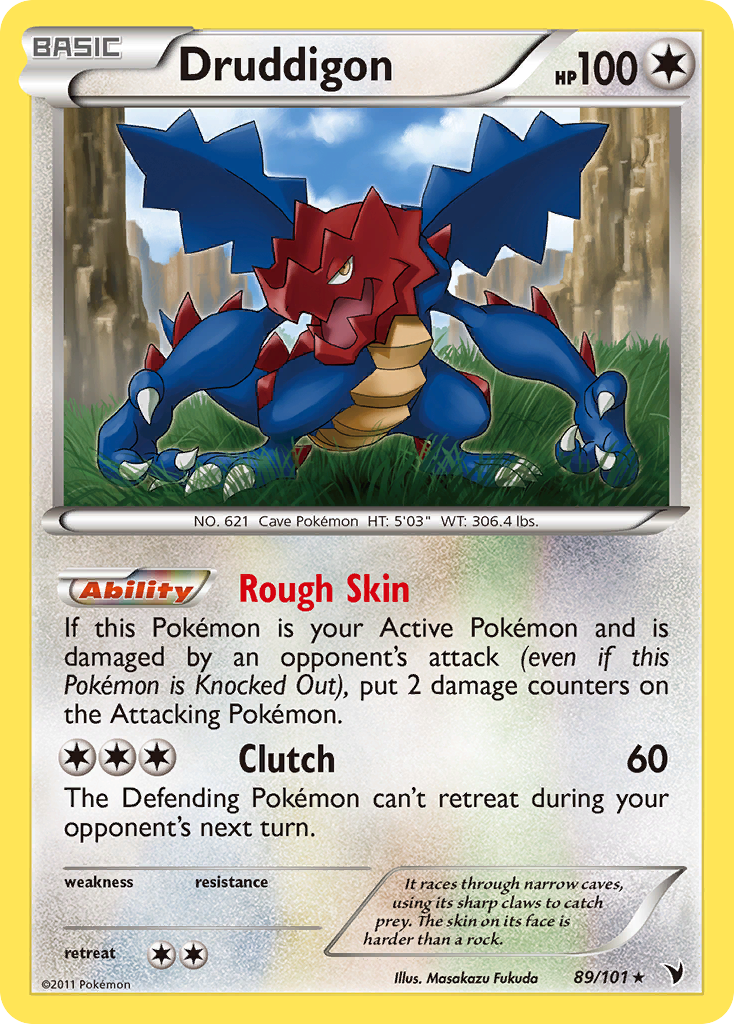 BASIC
Druddigon
HP100
NO. 621 Cave Pokémon HT: 5'03" WT: 306.4 lbs.
Ability Rough Skin
If this Pokémon is your Active Pokémon and is
damaged by an opponent's attack (even if this
Pokémon is Knocked Out), put 2 damage counters on
the Attacking Pokémon.
Clutch 60
The Defending Pokémon can't retreat during your
opponent's next turn.
weakness resistance
It races through narrow caves,
using its sharp claws to catch
prey. The skin on its face is
harder than a rock.
retreat
©2011 Pokémon
Illus. Masakazu Fukuda 89/101 ★